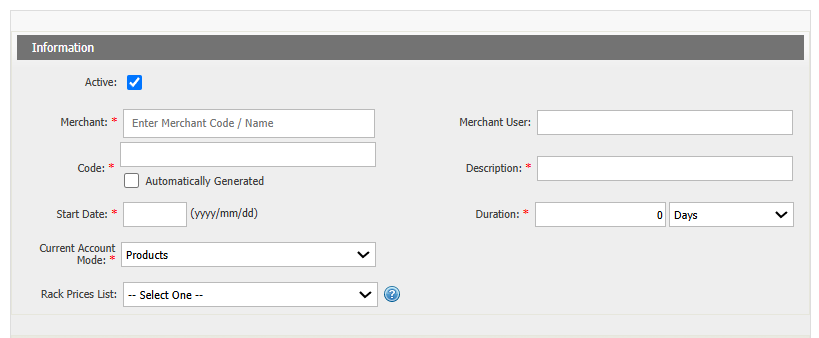 Information
Active:
Merchant: * Enter Merchant Code / Name
Merchant User:
Code: *
Automatically Generated
Description: *
Start Date: * (yyyy/mm/dd)
Duration: * 0 Days
Current Account
Mode: * Products
Rack Prices List: -- Select One -- ?